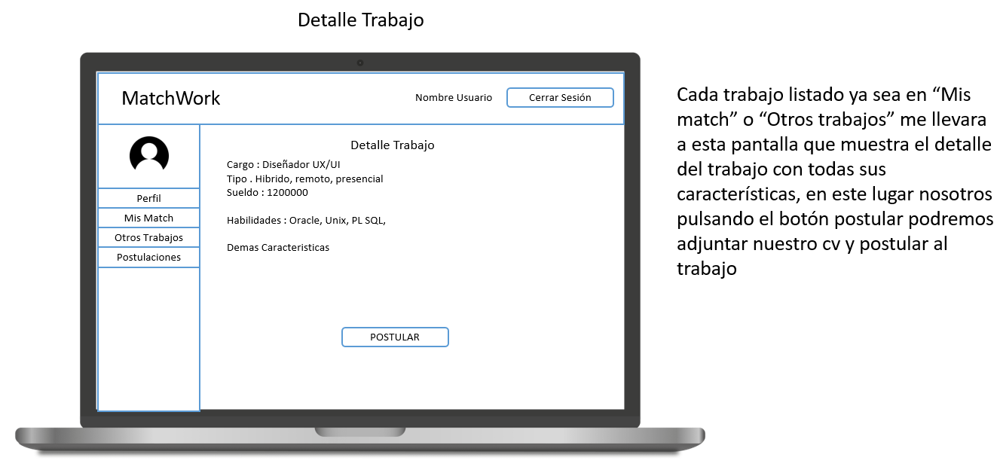 Detalle Trabajo
MatchWork
Nombre Usuario
Cerrar Sesión
Perfil
Mis Match
Otros Trabajos
Postulaciones
Detalle Trabajo
Cargo : Diseñador UX/UI
Tipo . Hibrido, remoto, presencial
Sueldo : 1200000
Habilidades : Oracle, Unix, PL SQL,
Demas Caracteristicas
POSTULAR
Cada trabajo listado ya sea en “Mis
match” o “Otros trabajos” me llevara
a esta pantalla que muestra el detalle
del trabajo con todas sus
características, en este lugar nosotros
pulsando el botón postular podremos
adjuntar nuestro cv y postular al
trabajo